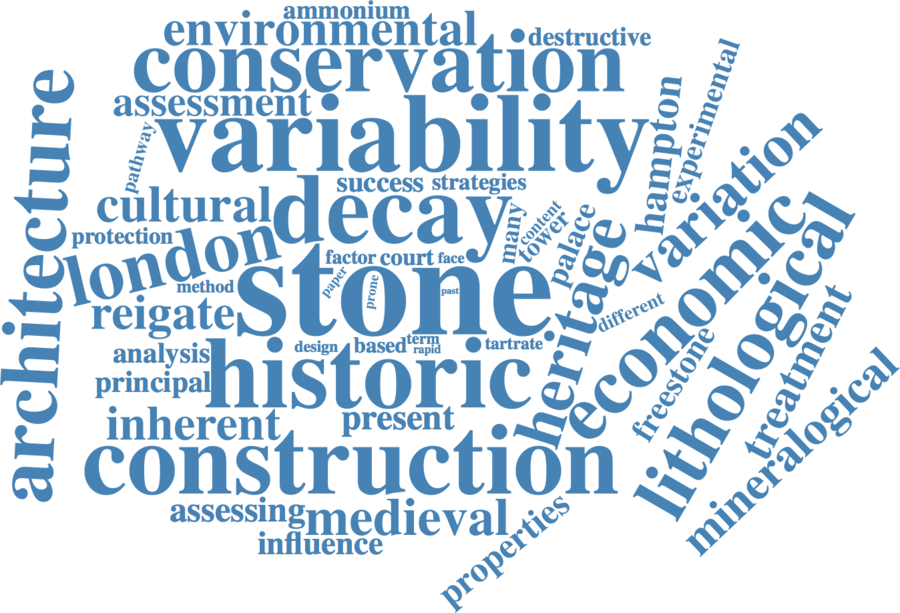 ammonium
environmental
destructive
conservation
assessment
variability
pathway
hampton
experimental
architecture
success
strategies
variation
cultural
decay
many
content
tower
palace
protection
london
factor
court
face
heritage
economic
lithological
stone
paper
prone
past
method
reigate
different
design
based
term
rapid
tartrate
analysis
principal
historic
freestone
treatment
mineralogical
inherent
present
construction
assessing
medieval
properties
influence